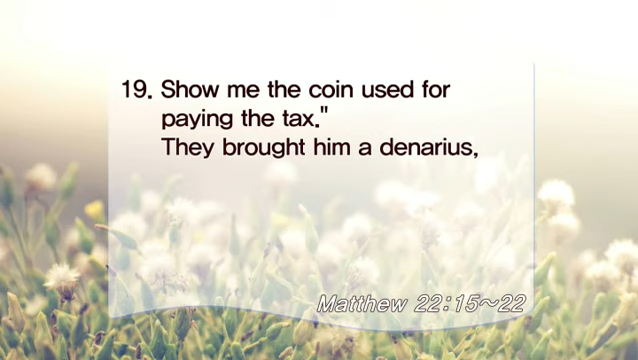 19. Show me the coin used for
paying the tax."
They brought him a denarius,
Matthew 22:15~22